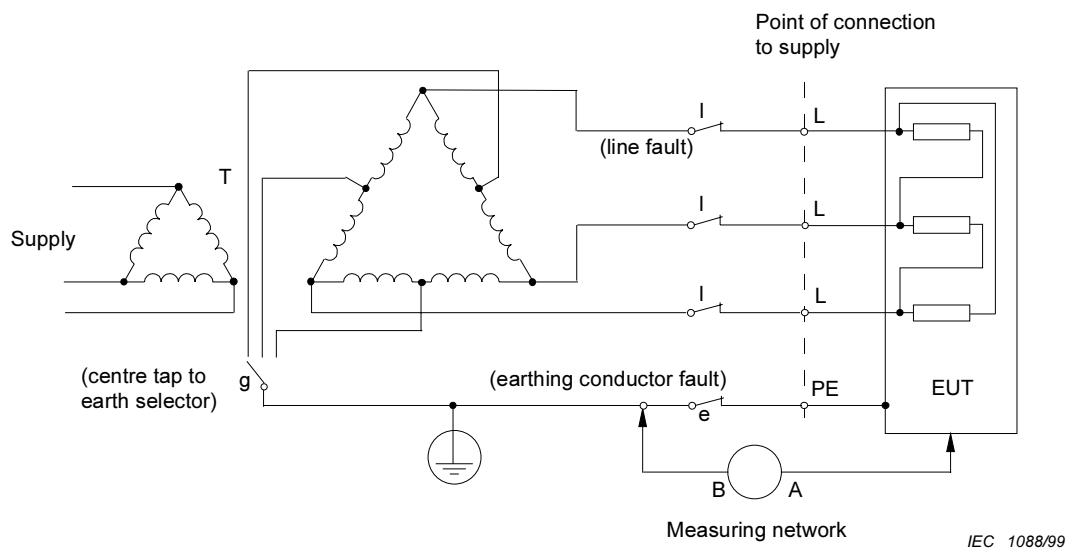 Point of connection
to supply
l
L
(line fault)
T
l
L
Supply
l
L
(centre tap to
earth selector)
g
(earthing conductor fault)
e
PE
EUT
B
A
Measuring network
IEC 1088/99